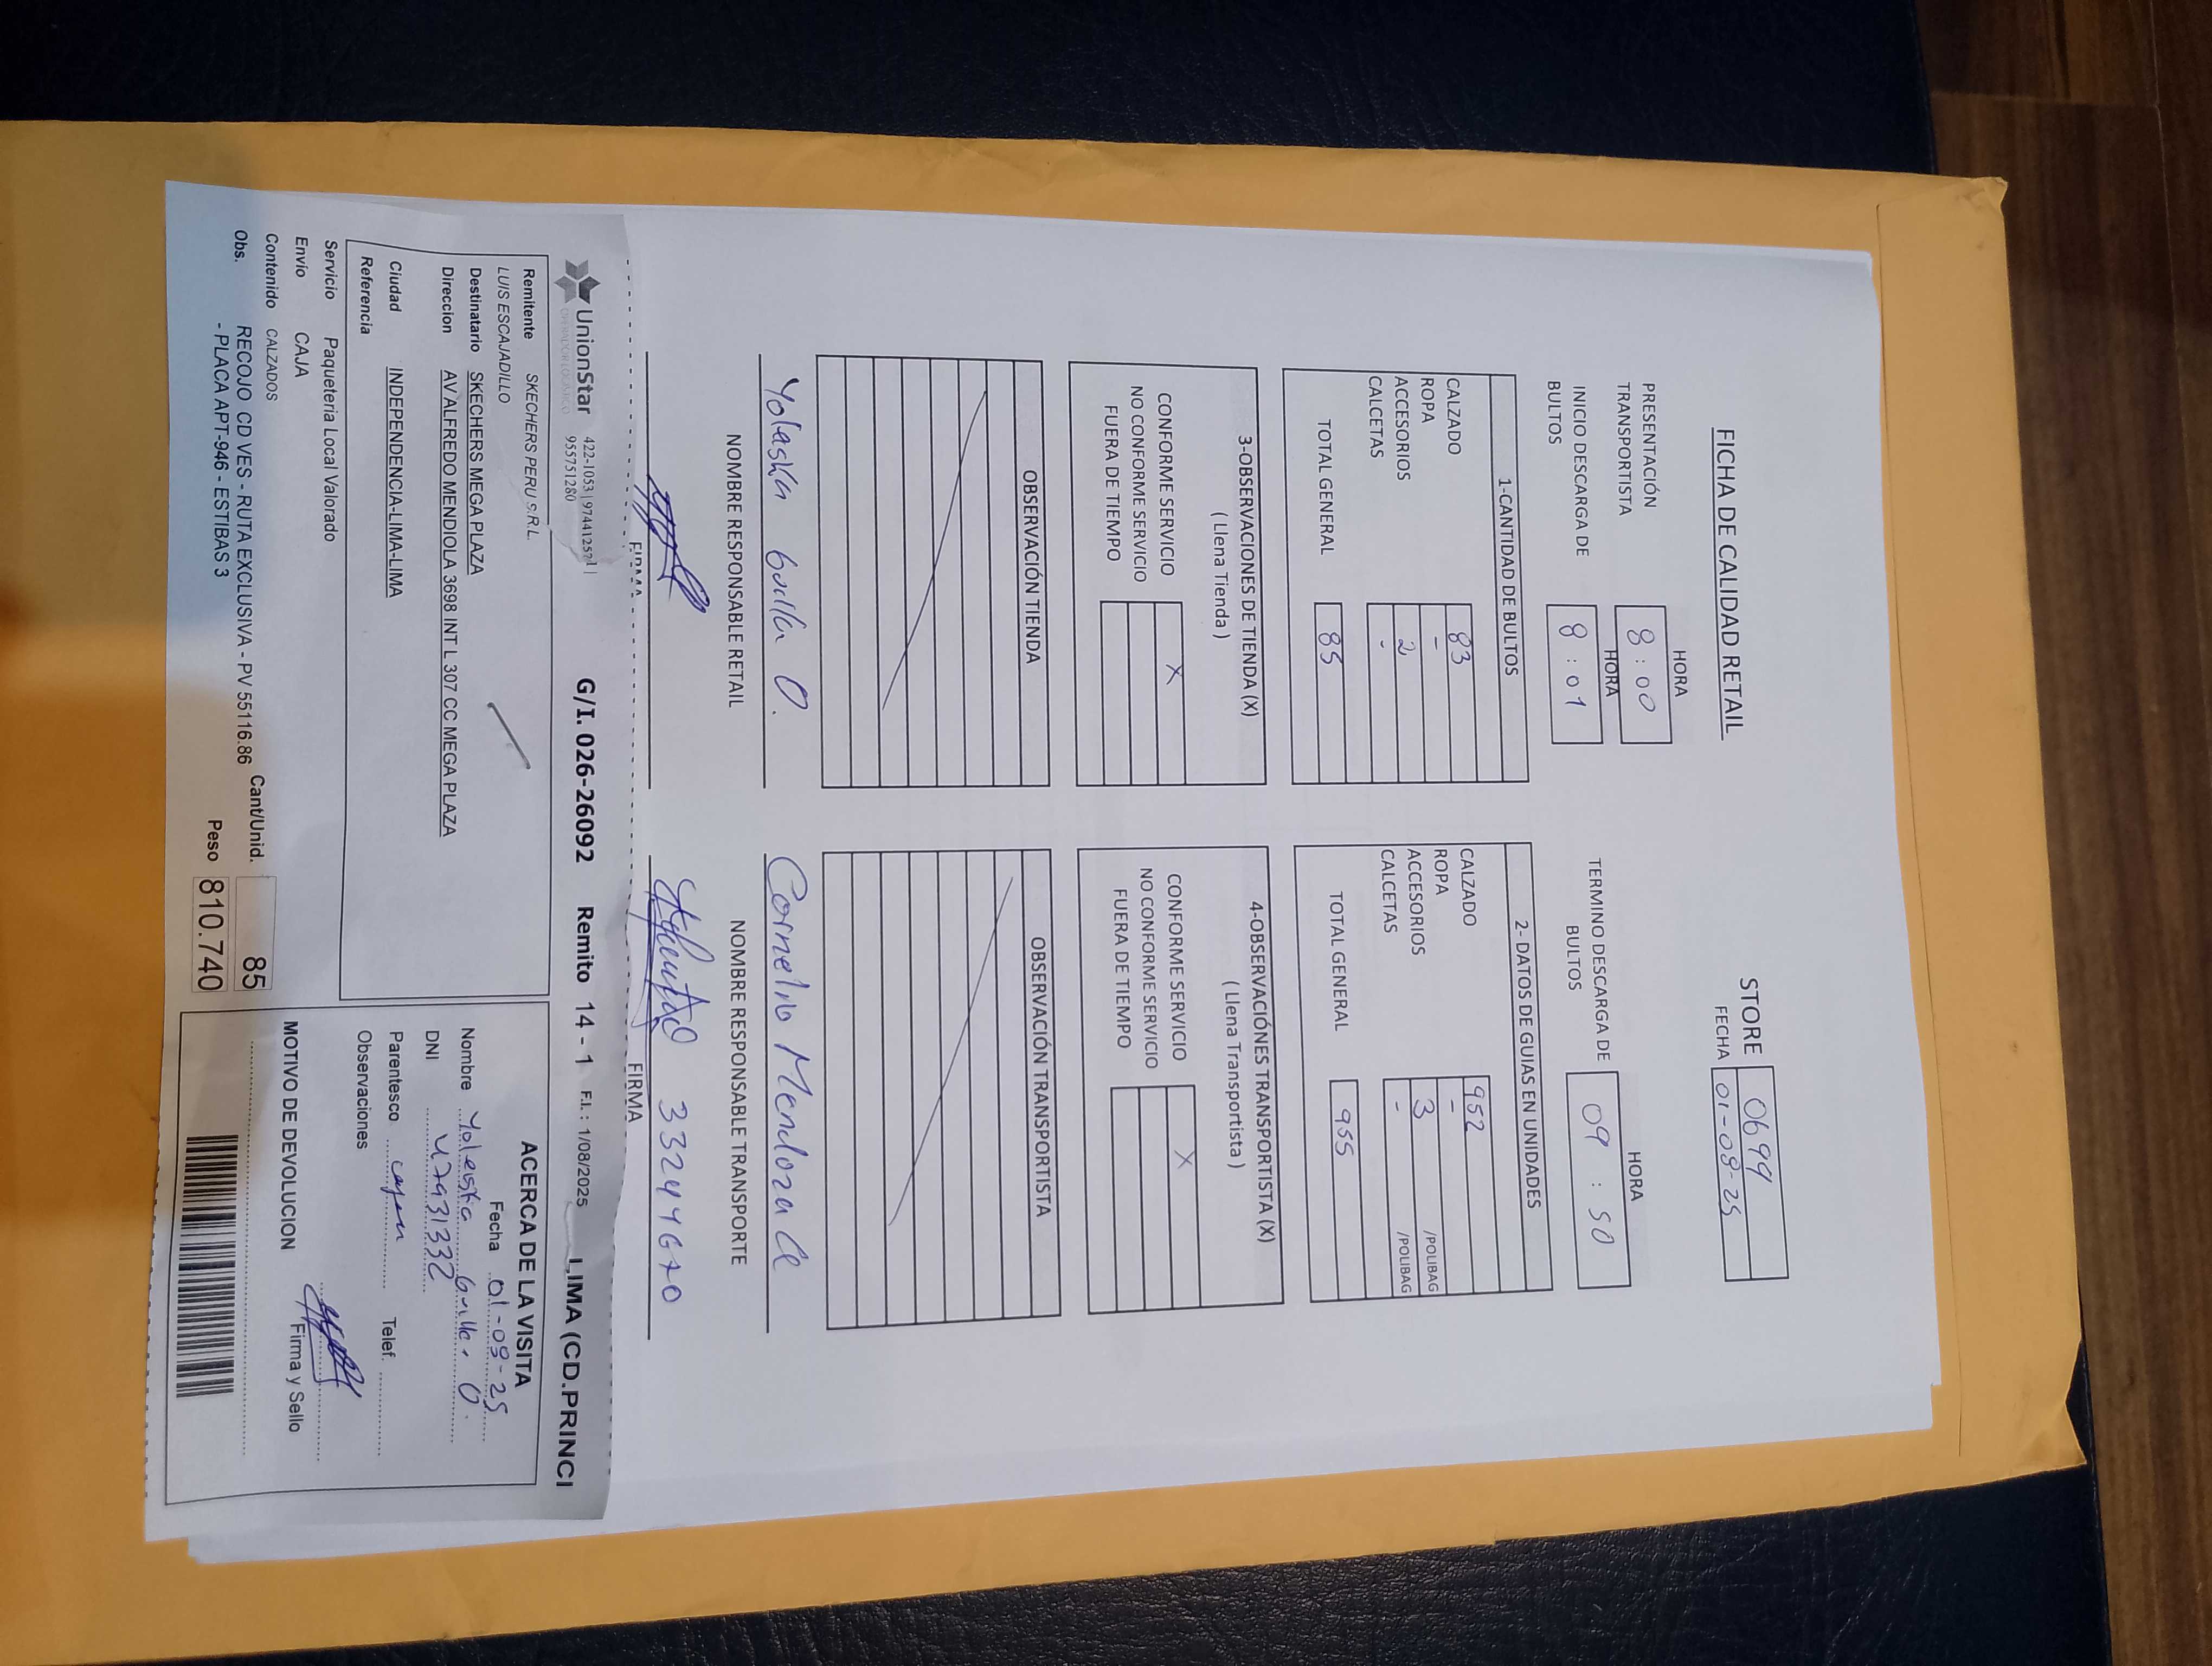 FICHA DE CALIDAD RETAIL
STORE 0699
FECHA 01-08-25
HORA
PRESENTACIÓN
TRANSPORTISTA
8:00
HORA
INICIO DESCARGA DE
BULTOS
8:01
HORA
TERMINO DESCARGA DE
BULTOS
09:50
1-CANTIDAD DE BULTOS
CALZADO 83
ROPA -
ACCESORIOS 2
CALCETAS -
TOTAL GENERAL 85
2- DATOS DE GUIAS EN UNIDADES
CALZADO 952
ROPA -
ACCESORIOS 3 /POLIBAG
CALCETAS - /POLIBAG
TOTAL GENERAL 955
3-OBSERVACIONES DE TIENDA (X)
( Llena Tienda )
CONFORME SERVICIO X
NO CONFORME SERVICIO
FUERA DE TIEMPO
4-OBSERVACIÓNES TRANSPORTISTA (X)
( Llena Transportista )
CONFORME SERVICIO X
NO CONFORME SERVICIO
FUERA DE TIEMPO
OBSERVACIÓN TIENDA
OBSERVACIÓN TRANSPORTISTA
NOMBRE RESPONSABLE RETAIL
Cornelio Mendoza
NOMBRE RESPONSABLE TRANSPORTE
FIRMA
FIRMA
UnionStar
OPERADOR LOGISTICO
955751280
G/I. 026-26092 Remito 14 - 1 F.I. : 1/08/2025 LIMA (CD.PRINCI
Remitente SKECHERS PERU S.R.L.
LUIS ESCAJADILLO
Destinatario SKECHERS MEGA PLAZA
Direccion AV ALFREDO MENDIOLA 3698 INT L 307 CC MEGA PLAZA
Ciudad INDEPENDENCIA-LIMA-LIMA
Referencia
Servicio Paqueteria Local Valorado
Envio CAJA
Contenido CALZADOS
Obs. RECOJO CD VES - RUTA EXCLUSIVA - PV 55116.86
- PLACA APT-946 - ESTIBAS 3
Cant/Unid. 85
Peso 810.740
ACERCA DE LA VISITA
Fecha 01-08-25
Nombre
DNI
Parentesco
Telef.
Observaciones
Firma y Sello
MOTIVO DE DEVOLUCION